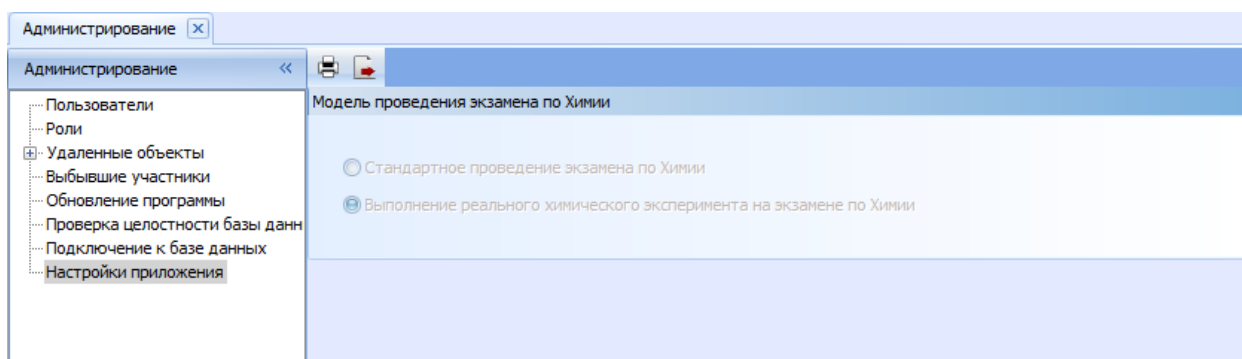 Администрирование
Администрирование
Пользователи
Роли
Удаленные объекты
Выбывшие участники
Обновление программы
Проверка целостности базы данн
Подключение к базе данных
Настройки приложения
Модель проведения экзамена по Химии
Стандартное проведение экзамена по Химии
Выполнение реального химического эксперимента на экзамене по Химии